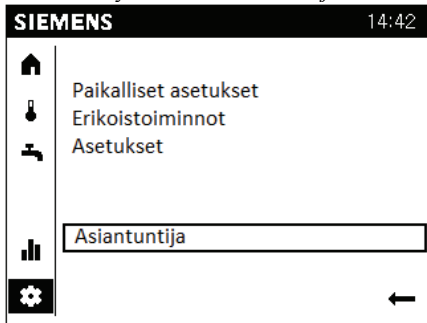 SIEMENS 14:42
Paikalliset asetukset
Erikoistoiminnot
Asetukset
Asiantuntija